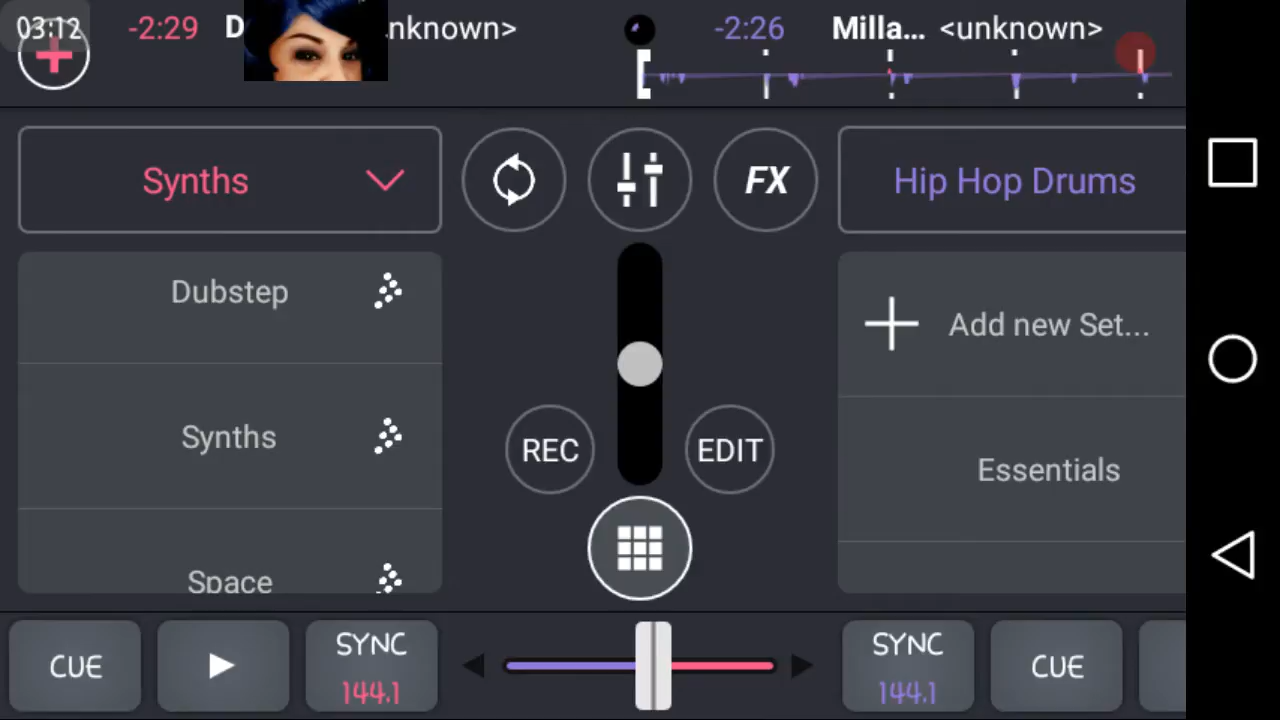 03:12 -2:29 D nknown> -2:26 Milla... <unknown>
Synths FX Hip Hop Drums
Dubstep
Synths
Space
Add new Set...
Essentials
REC EDIT
CUE SYNC 144.1 SYNC 144.1 CUE